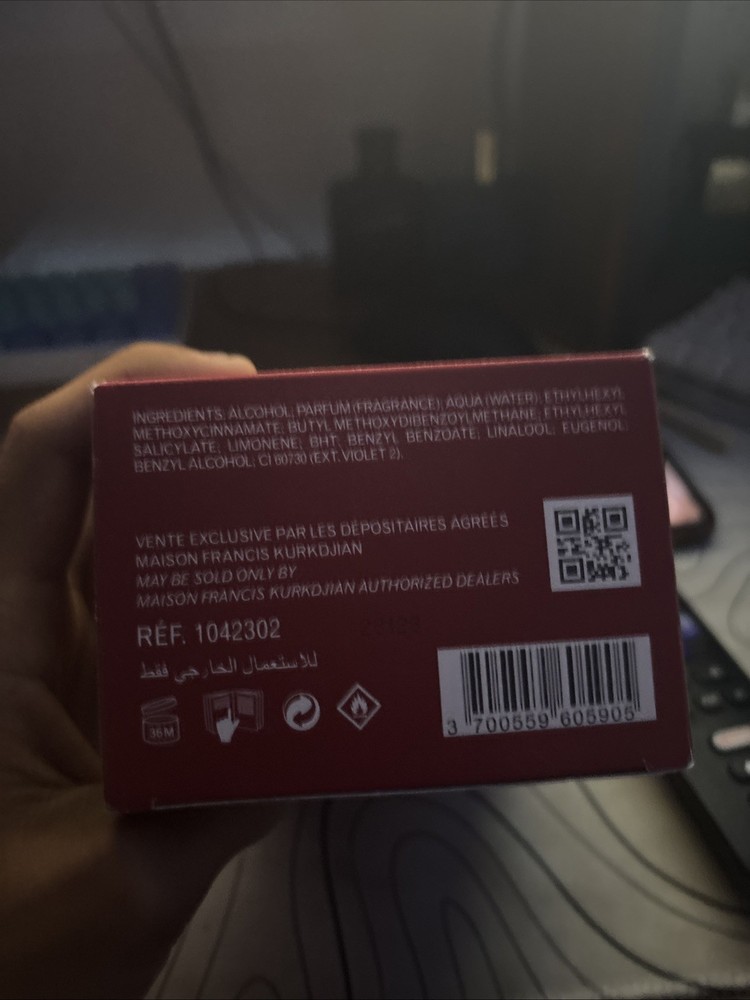 INGREDIENTS: ALCOHOL, PARFUM (FRAGRANCE), AQUA (WATER), ETHYLHEXYL
METHOXYCINNAMATE, BUTYL METHOXYDIBENZOYLMETHANE, ETHYLHEXYL
SALICYLATE, LIMONENE, BHT, BENZYL BENZOATE, LINALOOL, EUGENOL,
BENZYL ALCOHOL, CI 60730 (EXT. VIOLET 2).
VENTE EXCLUSIVE PAR LES DÉPOSITAIRES AGRÉÉS
MAISON FRANCIS KURKDJIAN
MAY BE SOLD ONLY BY
MAISON FRANCIS KURKDJIAN AUTHORIZED DEALERS
RÉF. 1042302
للاستعمال الخارجي فقط
36M
3 700559 605905